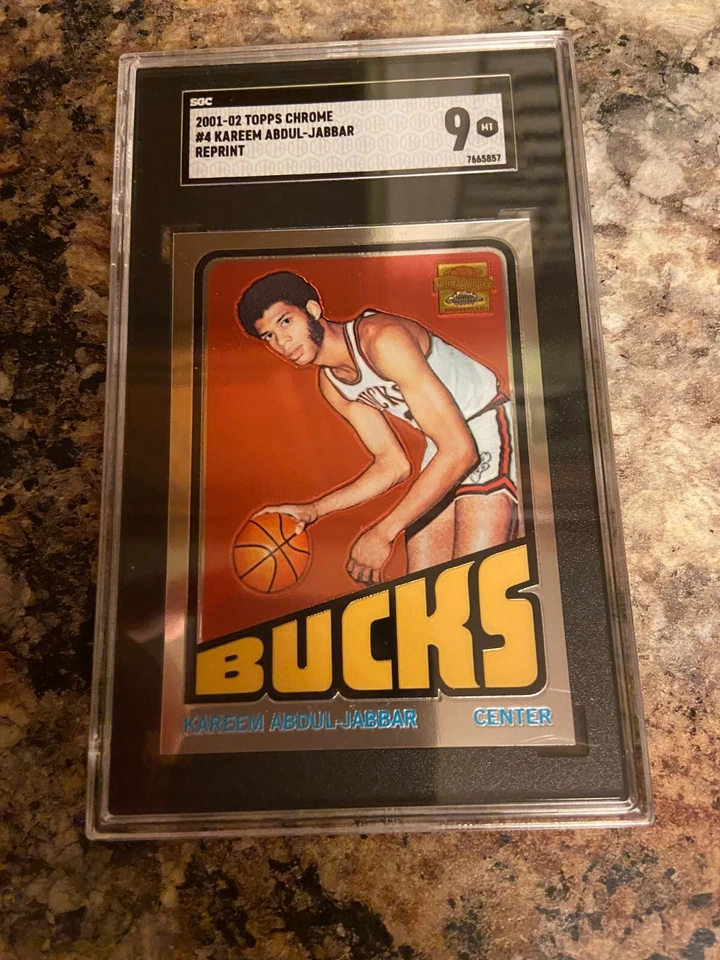 SGC
2001-02 TOPPS CHROME
#4 KAREEM ABDUL-JABBAR
REPRINT
9 MT
7665857
BUCKS
KAREEM ABDUL-JABBAR CENTER